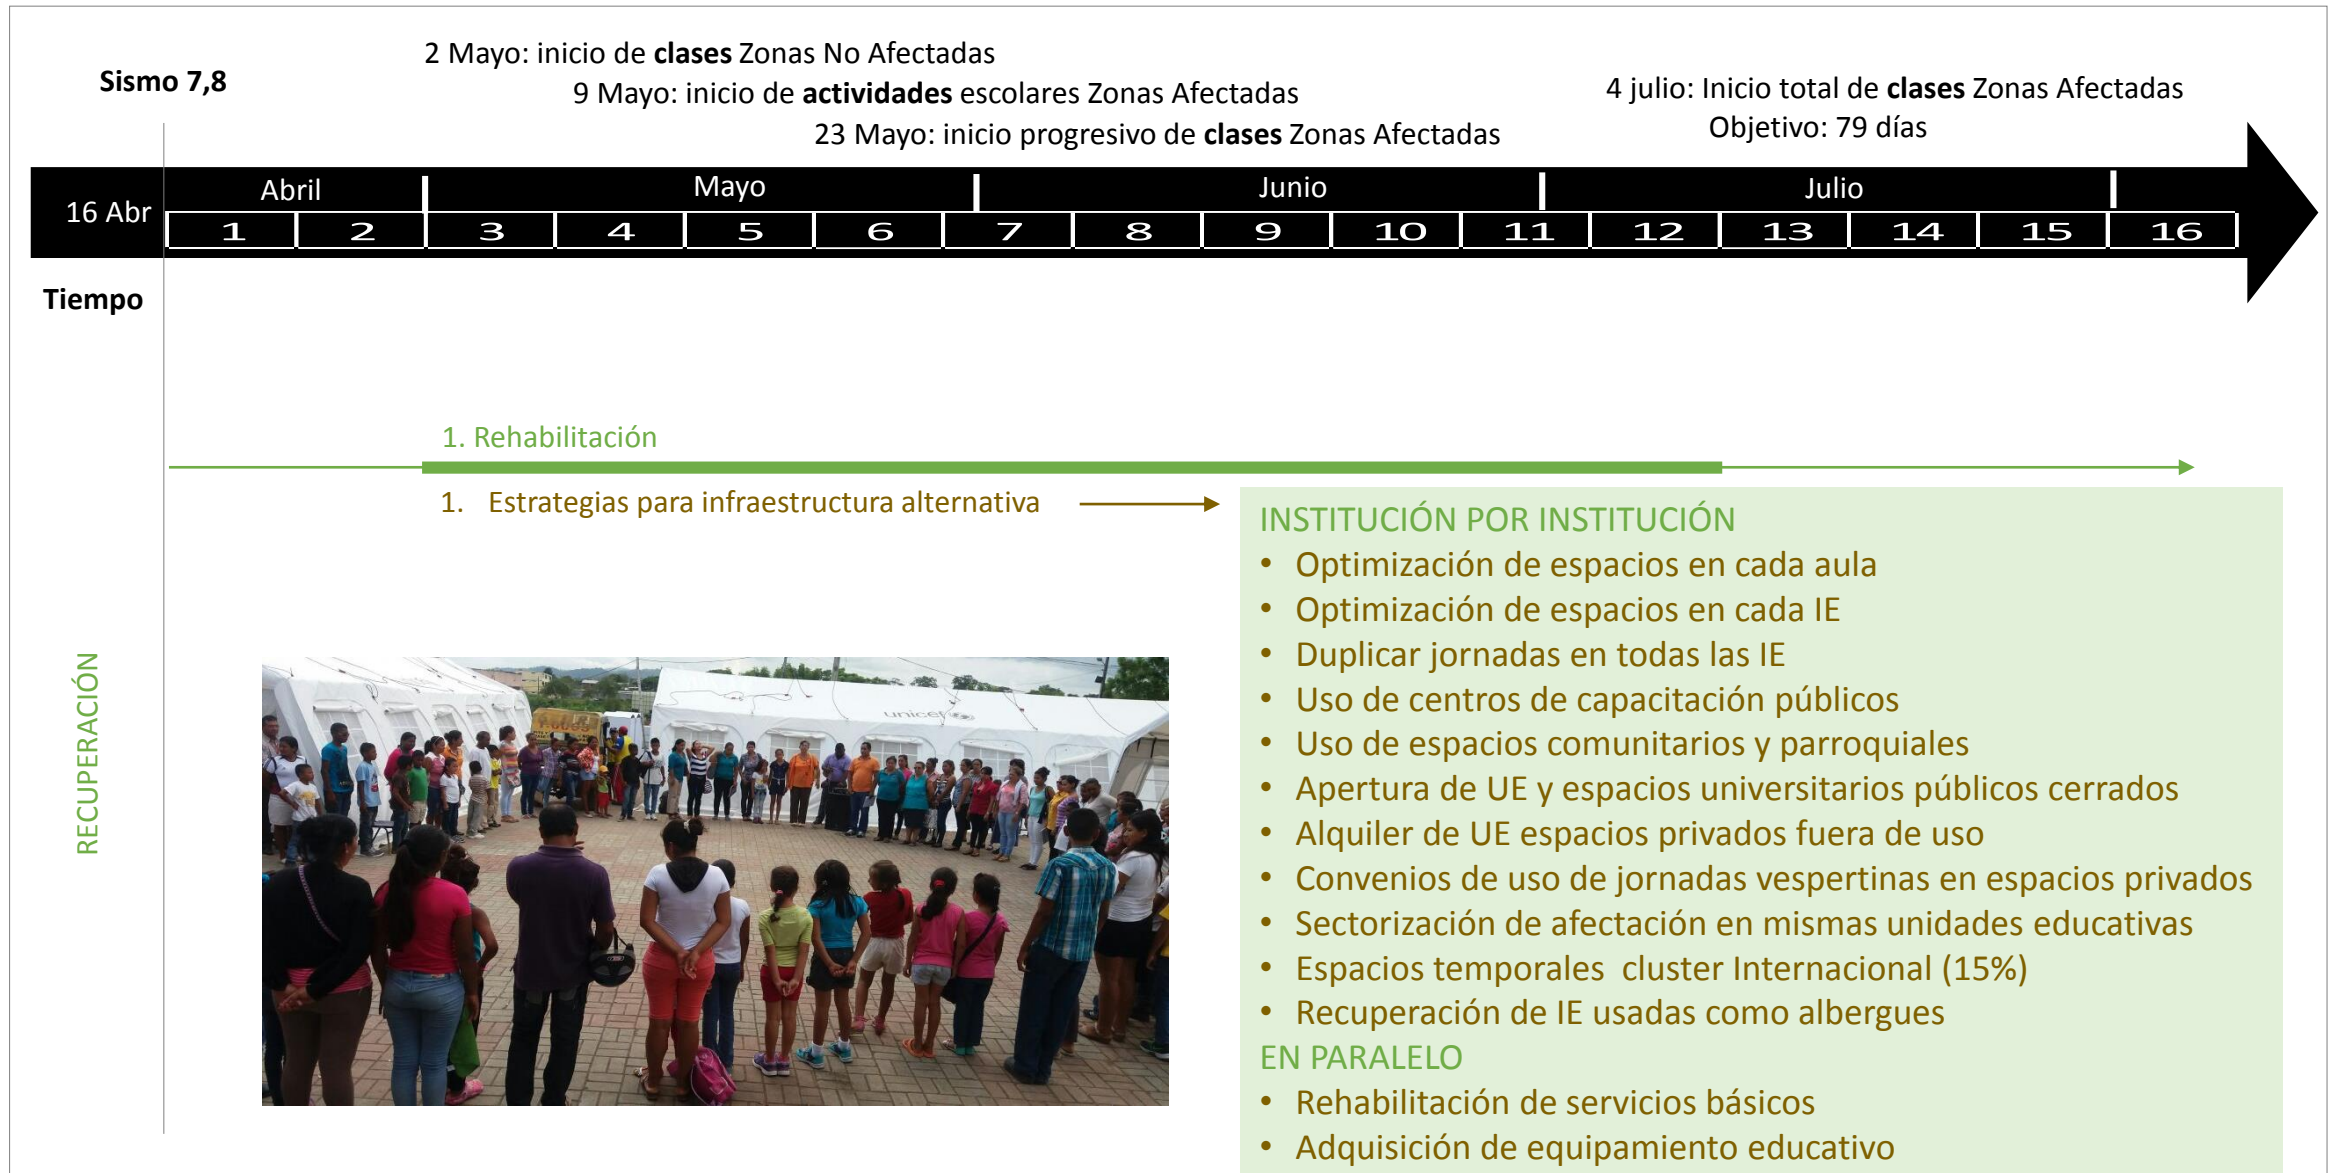 2 Mayo: inicio de clases Zonas No Afectadas
Sismo 7,8
9 Mayo: inicio de actividades escolares Zonas Afectadas
4 julio: Inicio total de clases Zonas Afectadas
23 Mayo: inicio progresivo de clases Zonas Afectadas
Objetivo: 79 días
16 Abr
Abril
Mayo
Junio
Julio
1 2 3 4 5 6 7 8 9 10 11 12 13 14 15 16
Tiempo
1. Rehabilitación
1. Estrategias para infraestructura alternativa
RECUPERACIÓN
unicef
INSTITUCIÓN POR INSTITUCIÓN
• Optimización de espacios en cada aula
• Optimización de espacios en cada IE
• Duplicar jornadas en todas las IE
• Uso de centros de capacitación públicos
• Uso de espacios comunitarios y parroquiales
• Apertura de UE y espacios universitarios públicos cerrados
• Alquiler de UE espacios privados fuera de uso
• Convenios de uso de jornadas vespertinas en espacios privados
• Sectorización de afectación en mismas unidades educativas
• Espacios temporales cluster Internacional (15%)
• Recuperación de IE usadas como albergues
EN PARALELO
• Rehabilitación de servicios básicos
• Adquisición de equipamiento educativo